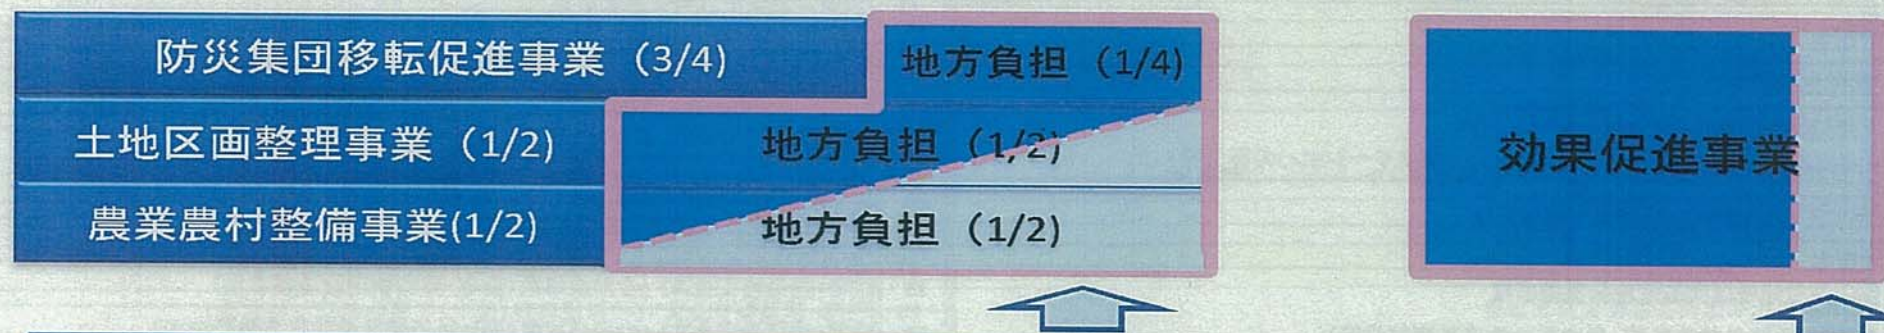 防災集団移転促進事業（3/4） 地方負担（1/4）
土地区画整理事業（1/2） 地方負担（1/2）
農業農村整備事業(1/2) 地方負担（1/2）
効果促進事業